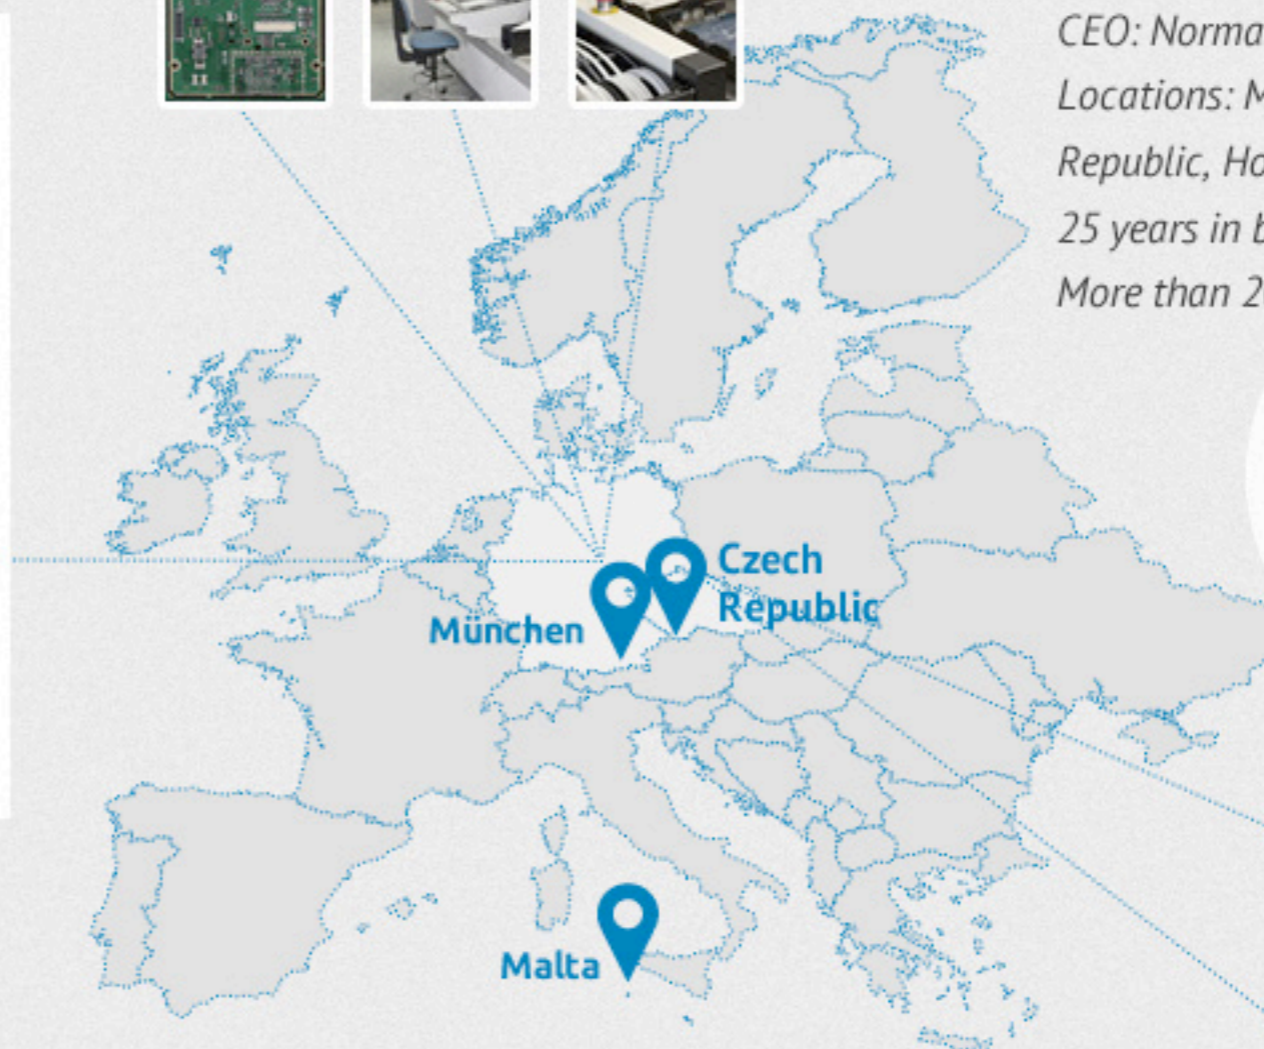 CEO: Norma
Locations: M
Republic, Ho
25 years in b
More than 2
Czech
Republic
München
Malta